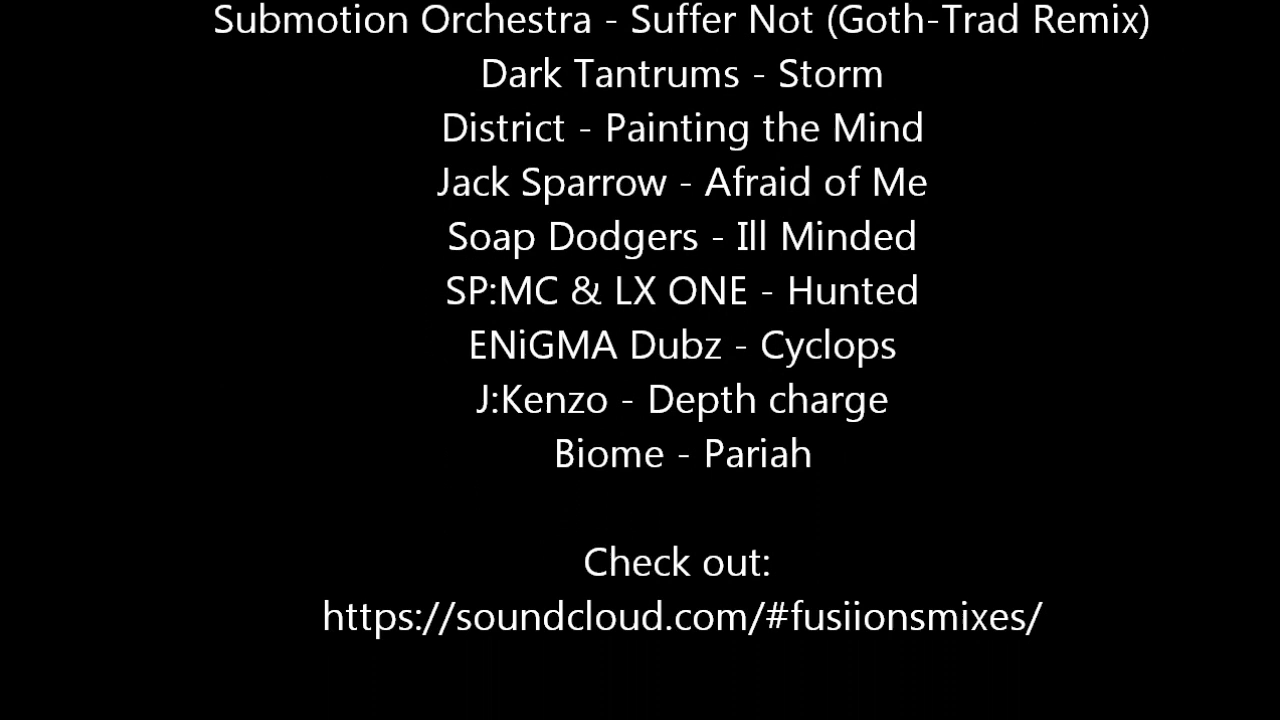 Submotion Orchestra - Suffer Not (Goth-Trad Remix)
Dark Tantrums - Storm
District - Painting the Mind
Jack Sparrow - Afraid of Me
Soap Dodgers - Ill Minded
SP:MC & LX ONE - Hunted
ENiGMA Dubz - Cyclops
J:Kenzo - Depth charge
Biome - Pariah
Check out:
https://soundcloud.com/#fusiionsmixes/